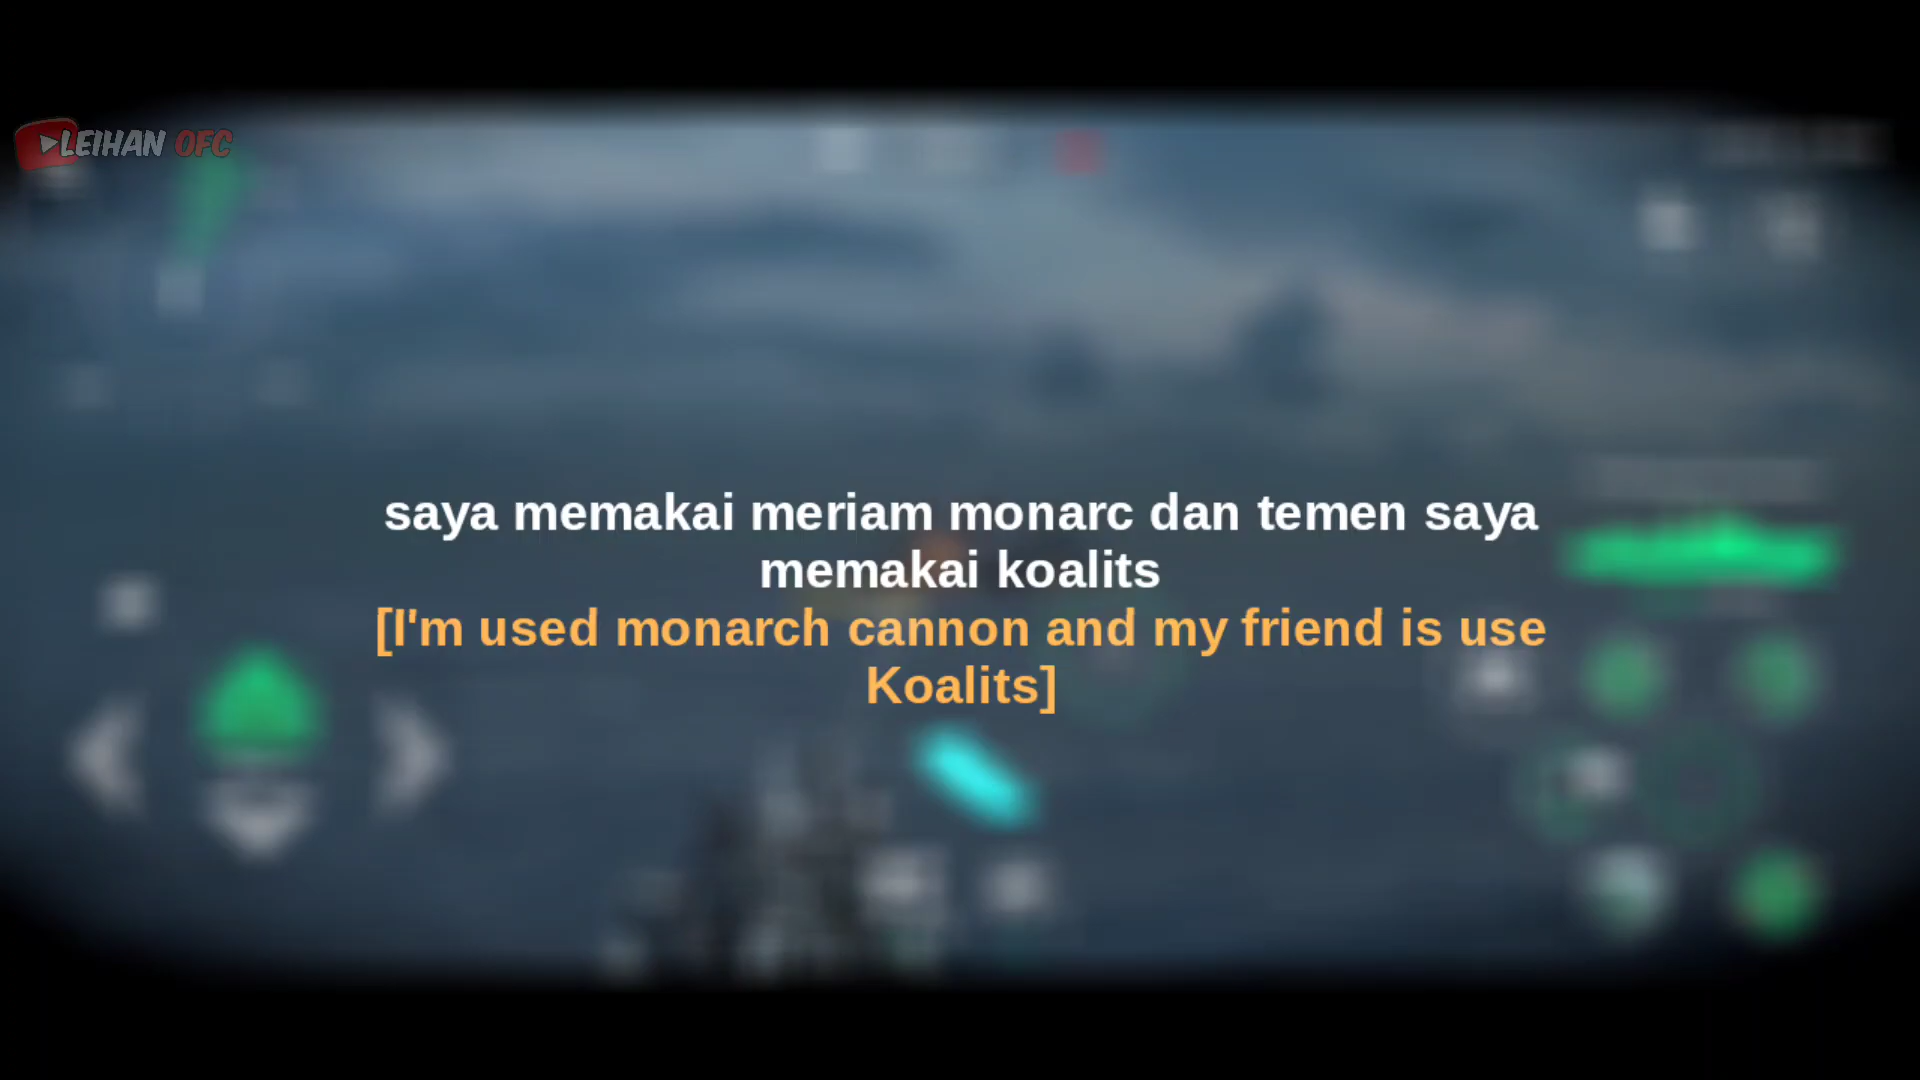 LEIHAN OFC
saya memakai meriam monarc dan temen saya
memakai koalits
[I'm used monarch cannon and my friend is use
Koalits]